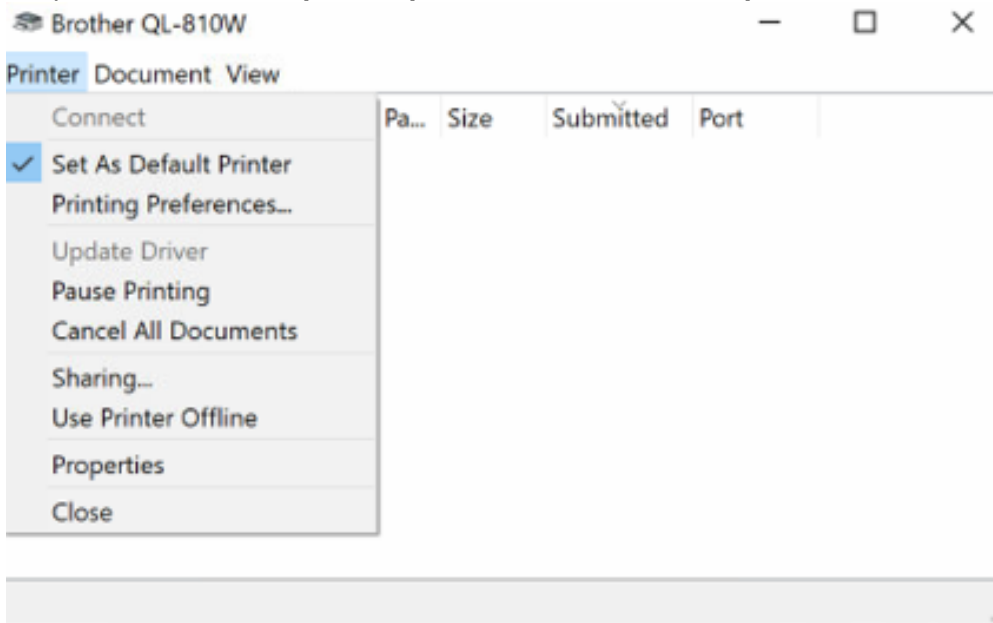 Brother QL-810W
Printer Document View
Connect
Pa... Size Submitted Port
Set As Default Printer
Printing Preferences...
Update Driver
Pause Printing
Cancel All Documents
Sharing...
Use Printer Offline
Properties
Close